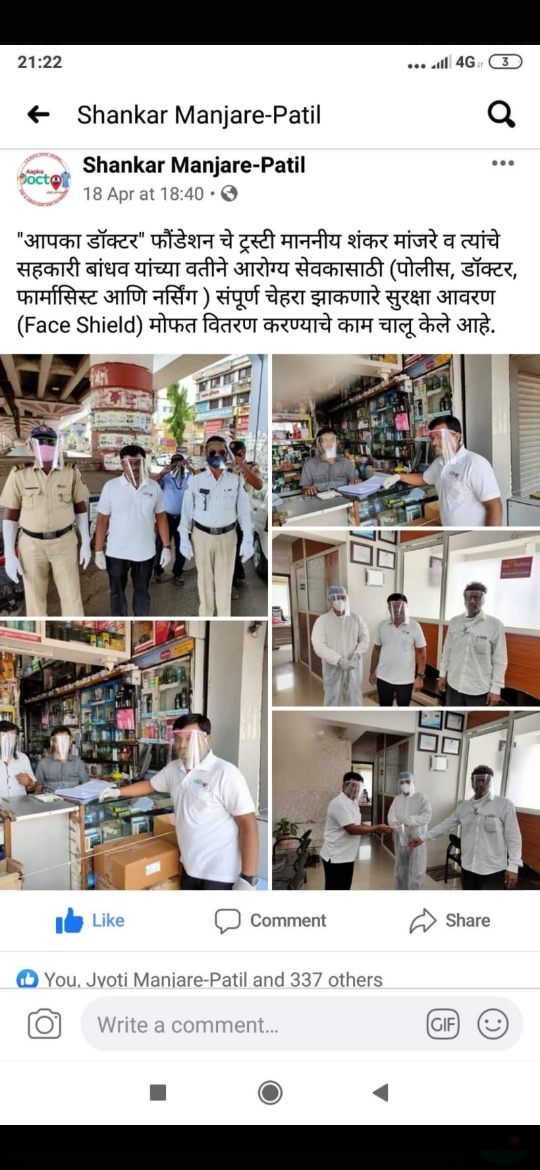 21:22
4G
3
Shankar Manjare-Patil
Aapka
Doct
Shankar Manjare-Patil
18 Apr at 18:40
"आपका डॉक्टर" फौंडेशन चे ट्रस्टी माननीय शंकर मांजरे व त्यांचे
सहकारी बांधव यांच्या वतीने आरोग्य सेवकासाठी (पोलीस, डॉक्टर,
फार्मासिस्ट आणि नर्सिंग ) संपूर्ण चेहरा झाकणारे सुरक्षा आवरण
(Face Shield) मोफत वितरण करण्याचे काम चालू केले आहे.
Like
Comment
Share
You, Jyoti Manjare-Patil and 337 others
Write a comment...
GIF